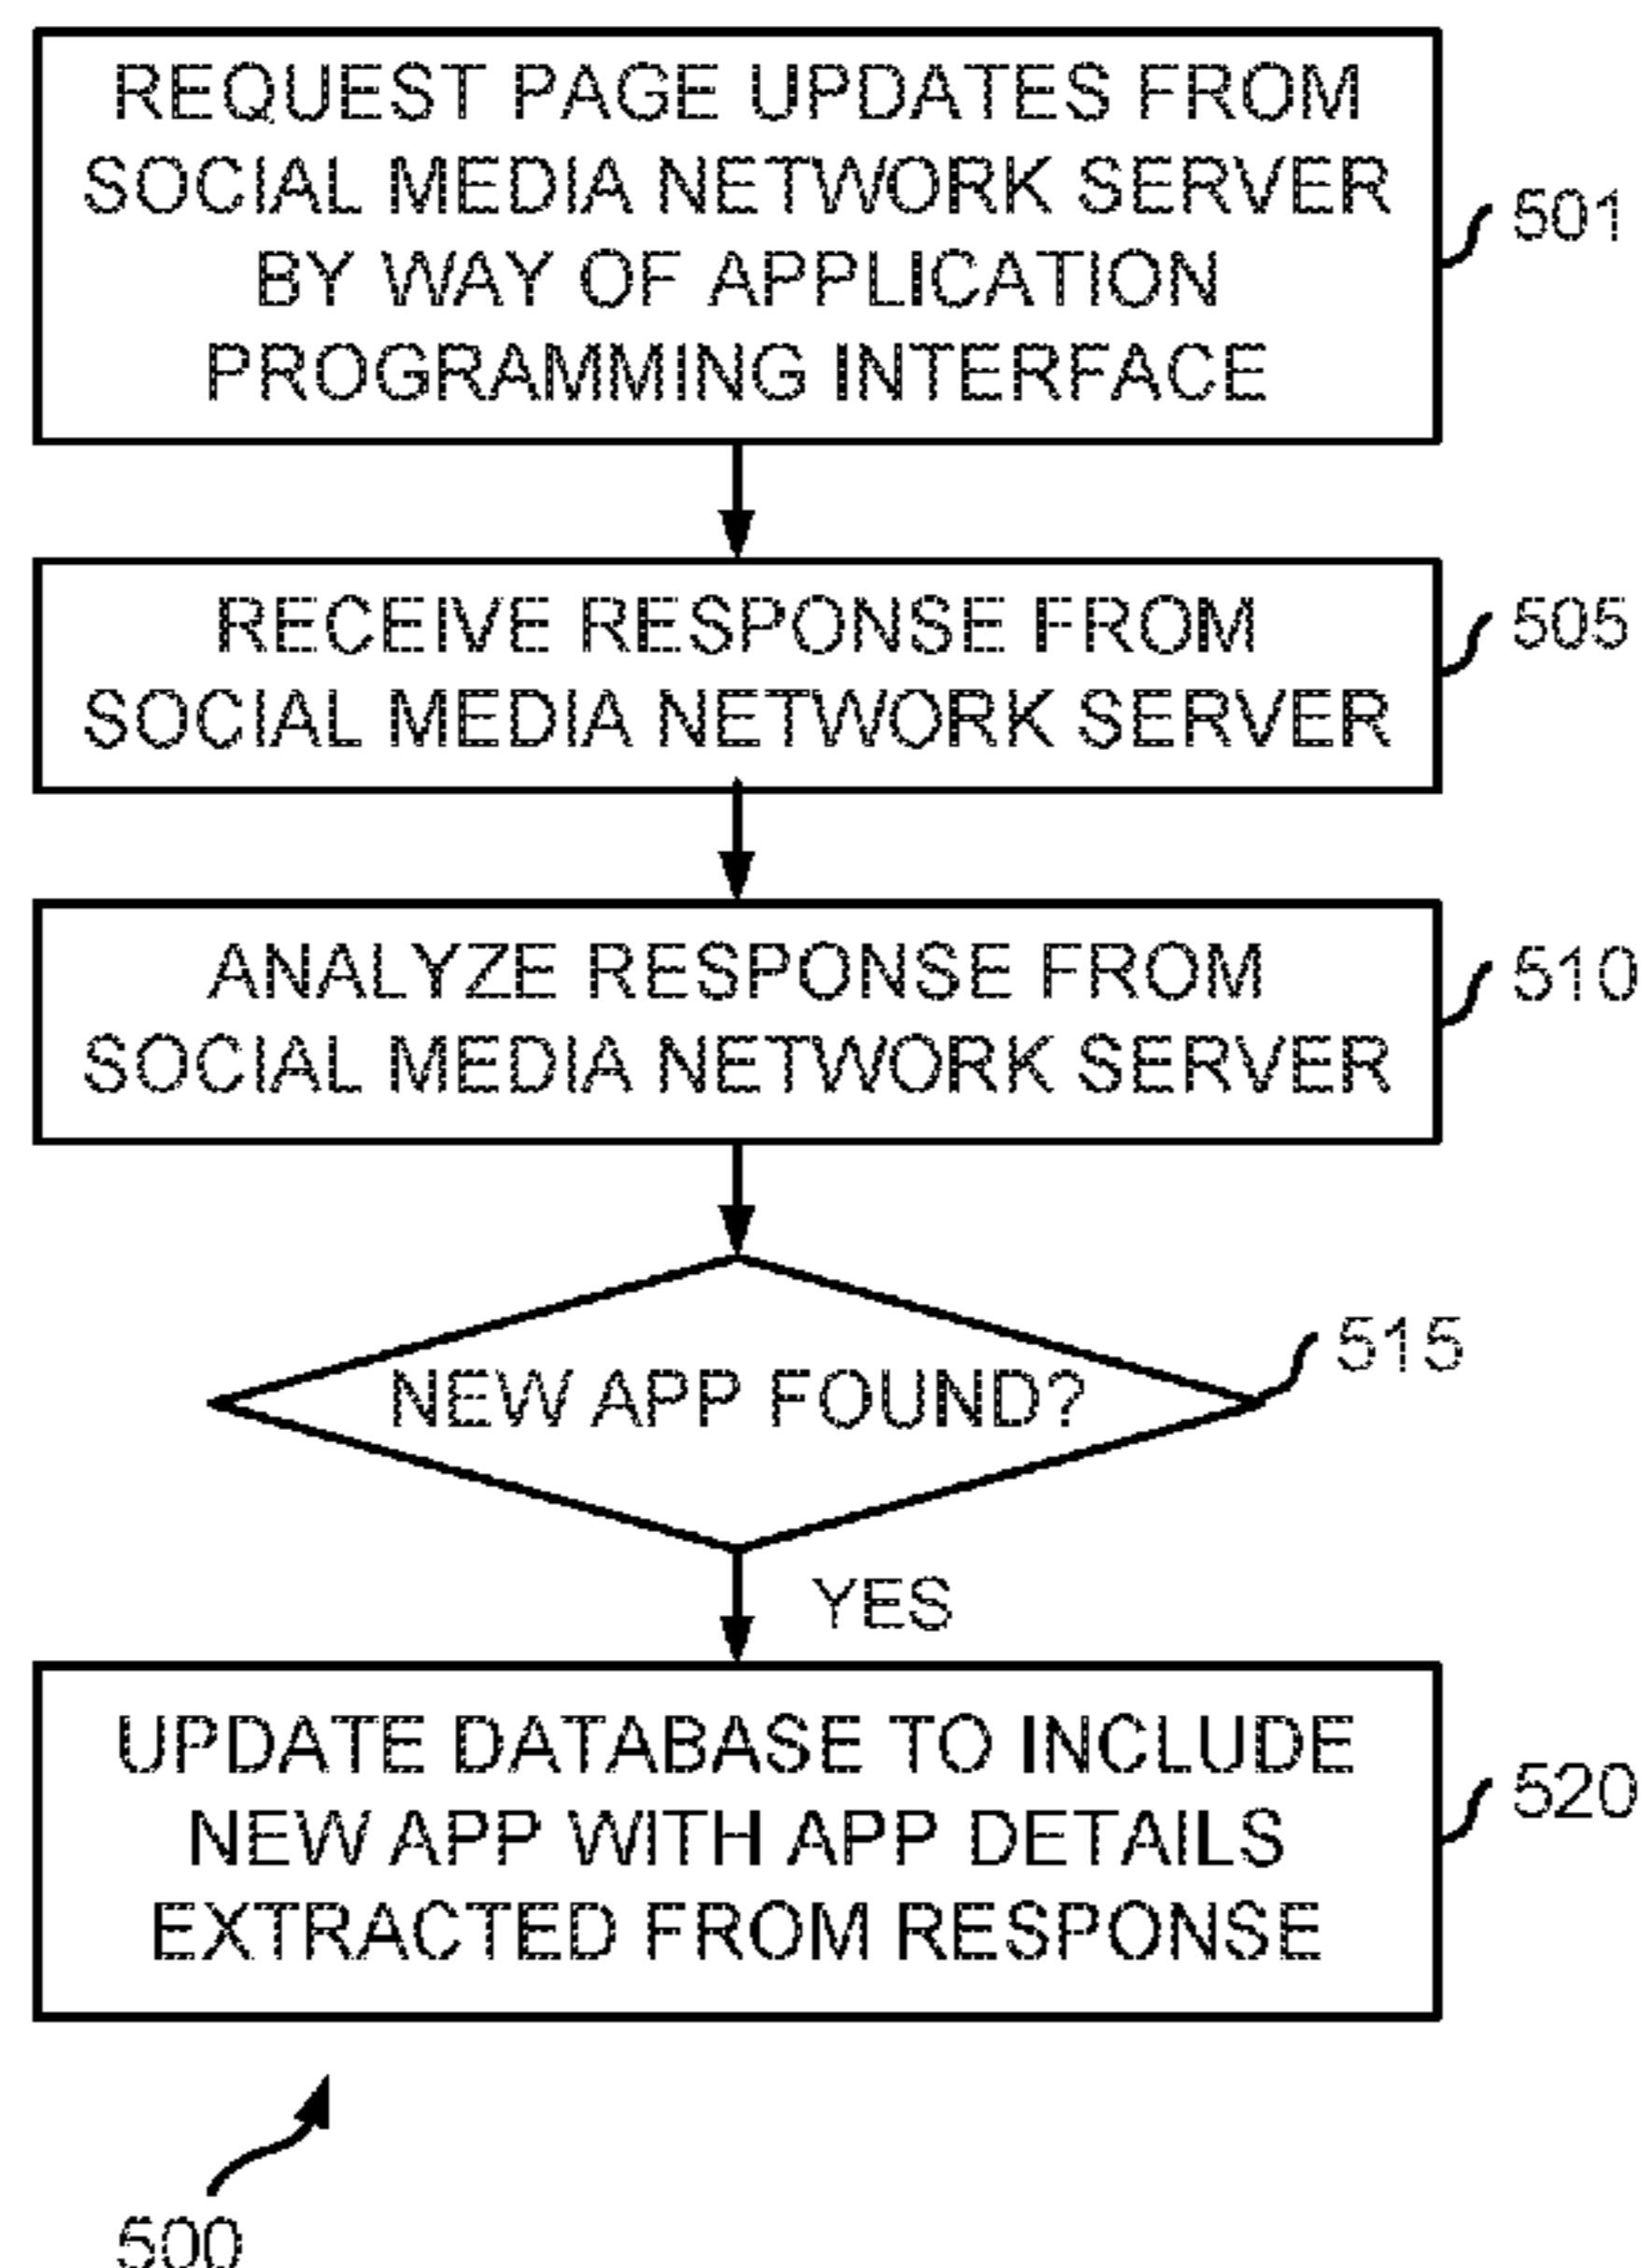 REQUEST PAGE UPDATES FROM
SOCIAL MEDIA NETWORK SERVER
BY WAY OF APPLICATION
PROGRAMMING INTERFACE
501
RECEIVE RESPONSE FROM
SOCIAL MEDIA NETWORK SERVER
505
ANALYZE RESPONSE FROM
SOCIAL MEDIA NETWORK SERVER
510
NEW APP FOUND?
515
YES
UPDATE DATABASE TO INCLUDE
NEW APP WITH APP DETAILS
EXTRACTED FROM RESPONSE
520
500